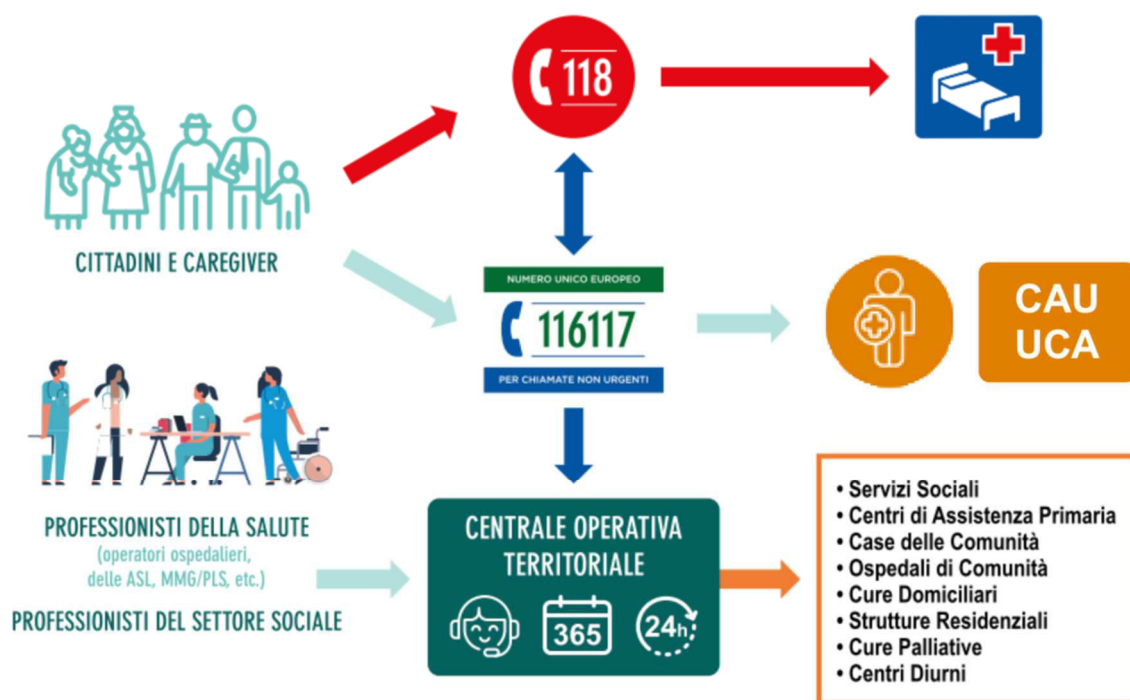 118
CITTADINI E CAREGIVER
NUMERO UNICO EUROPEO
116117
PER CHIAMATE NON URGENTI
CAU
UCA
PROFESSIONISTI DELLA SALUTE
(operatori ospedalieri,
delle ASL, MMG/PLS, etc.)
PROFESSIONISTI DEL SETTORE SOCIALE
CENTRALE OPERATIVA
TERRITORIALE
365
24h
• Servizi Sociali
• Centri di Assistenza Primaria
• Case delle Comunità
• Ospedali di Comunità
• Cure Domiciliari
• Strutture Residenziali
• Cure Palliative
• Centri Diurni